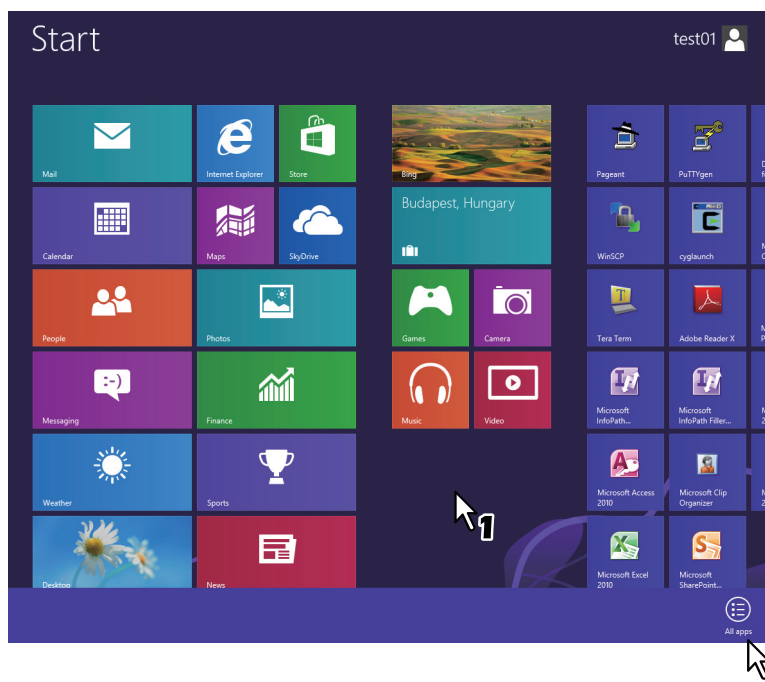 Start
test01
Mail
Internet Explorer
Store
Bing
Pageant
PuTTYgen
Calendar
Maps
SkyDrive
Budapest, Hungary
WinSCP
cyglaunch
People
Photos
Games
Camera
Tera Term
Adobe Reader X
:-)
Messaging
Finance
Music
Video
Microsoft
InfoPath...
Microsoft
InfoPath Filler...
Weather
Sports
Microsoft Access
2010
Microsoft Clip
Organizer
1
Desktop
News
Microsoft Excel
2010
Microsoft
SharePoint...
All apps